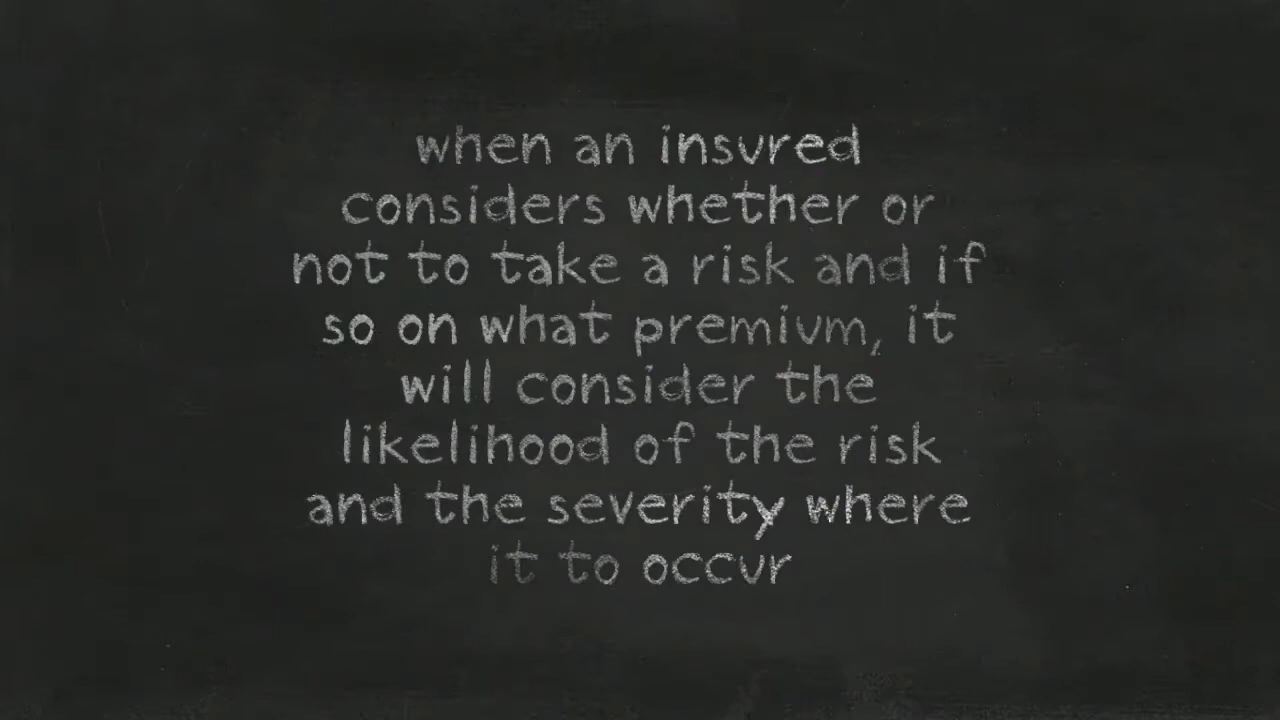 when an insured
considers whether or
not to take a risk and if
so on what premium, it
will consider the
likelihood of the risk
and the severity where
it to occur